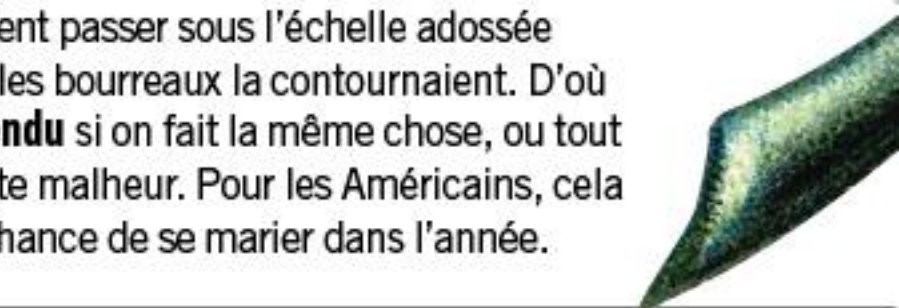 ent passer sous l'échelle adossée
les bourreaux la contournaient. D'où
ndu si on fait la même chose, ou tout
te malheur. Pour les Américains, cela
hance de se marier dans l'année.